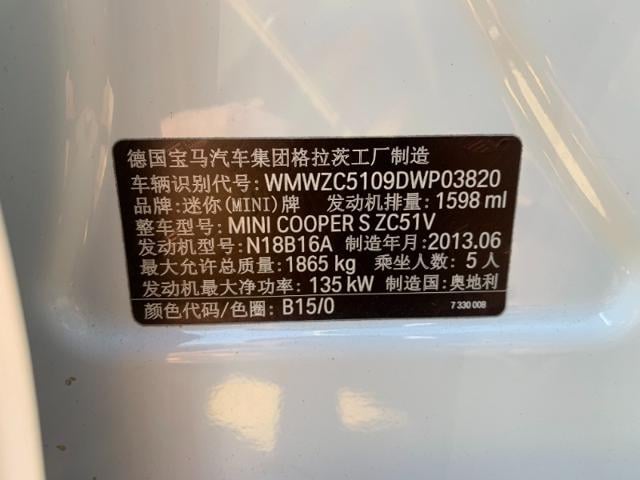 德国宝马汽车集团格拉茨工厂制造
车辆识别代号: WMWZC5109DWP03820
品牌:迷你(MINI)牌 发动机排量:1598 ml
整车型号: MINI COOPER S ZC51V
发动机型号: N18B16A 制造年月:2013.06
最大允许总质量:1865 kg 乘坐人数: 5 人
发动机最大净功率: 135 kW 制造国:奥地利
颜色代码/色圈: B15/0 7 330 008